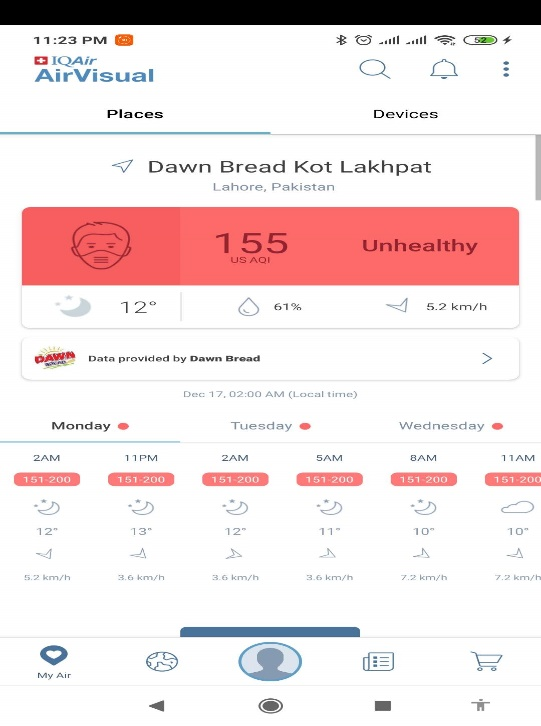 11:23 PM 52
IQAir
AirVisual
Places Devices
Dawn Bread Kot Lakhpat
Lahore, Pakistan
155 Unhealthy
US AQI
12° 61% 5.2 km/h
DAWN Data provided by Dawn Bread
Dec 17, 02:00 AM (Local time)
Monday Tuesday Wednesday
2AM 11PM 2AM 5AM 8AM 11AM
151-200 151-200 151-200 151-200 151-200 151-200
12° 13° 12° 11° 10° 10°
5.2 km/h 3.6 km/h 3.6 km/h 3.6 km/h 7.2 km/h 7.2 km/h
My Air